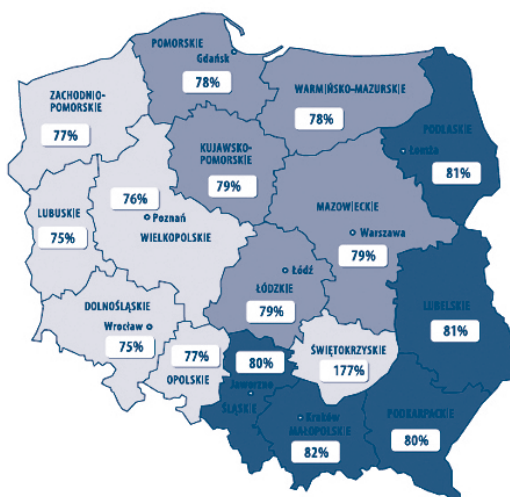 POMORSKIE
Gdańsk
78%
ZACHODNIO-
POMORSKIE
77%
WARMIŃSKO-MAZURSKIE
78%
PODLASKIE
Łomża
81%
KUJAWSKO-
POMORSKIE
79%
76%
Poznań
WIELKOPOLSKIE
LUBUSKIE
75%
MAZOWIECKIE
Warszawa
79%
Łódź
ŁÓDZKIE
79%
DOLNOŚLĄSKIE
Wrocław
75%
LUBELSKIE
81%
77%
OPOLSKIE
80%
Jaworzno
ŚLĄSKIE
ŚWIĘTOKRZYSKIE
177%
Kraków
MAŁOPOLSKIE
82%
PODKARPACKIE
80%